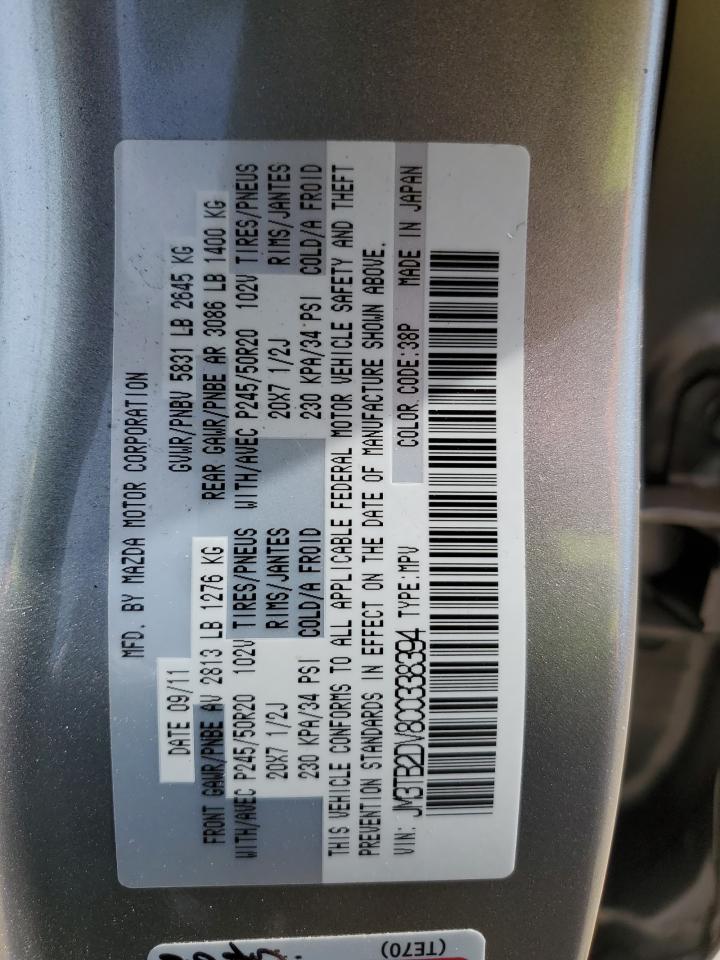 MFD. BY MAZDA MOTOR CORPORATION
DATE 09/11 GVWR/PNBV 5831 LB 2645 KG
FRONT GAWR/PNBE AV 2813 LB 1276 KG REAR GAWR/PNBE AR 3086 LB 1400 KG
WITH/AVEC P245/50R20 102V TIRES/PNEUS WITH/AVEC P245/50R20 102V TIRES/PNEUS
20X7 1/2J RIMS/JANTES 20X7 1/2J RIMS/JANTES
230 KPA/34 PSI COLD/A FROID 230 KPA/34 PSI COLD/A FROID
THIS VEHICLE CONFORMS TO ALL APPLICABLE FEDERAL MOTOR VEHICLE SAFETY AND THEFT
PREVENTION STANDARDS IN EFFECT ON THE DATE OF MANUFACTURE SHOWN ABOVE.
COLOR CODE:38P MADE IN JAPAN
VIN: JM3TB2DV8C0338394 TYPE:MPV
(TE70)